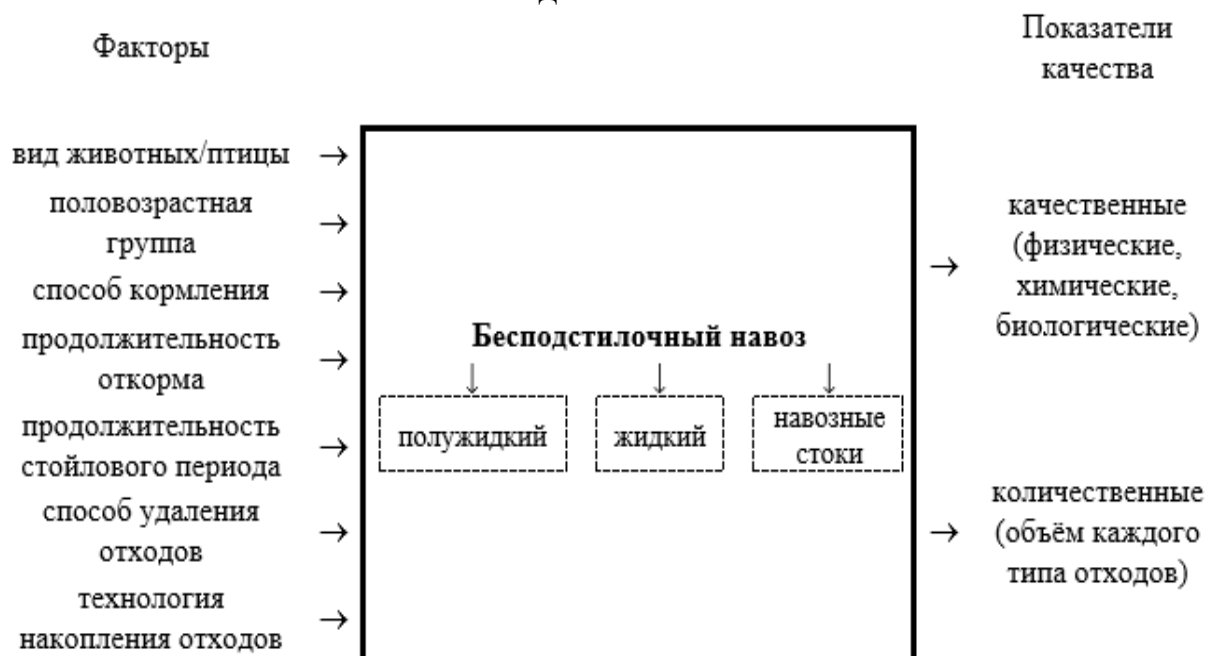 Факторы
Показатели
качества
вид животных/птицы →
половозрастная
группа →
способ кормления →
продолжительность
откорма →
продолжительность
стойлового периода →
способ удаления
отходов →
технология
накопления отходов →
Бесподстилочный навоз
↓ ↓ ↓
полужидкий
жидкий
навозные
стоки
→ качественные
(физические,
химические,
биологические)
→ количественные
(объём каждого
типа отходов)